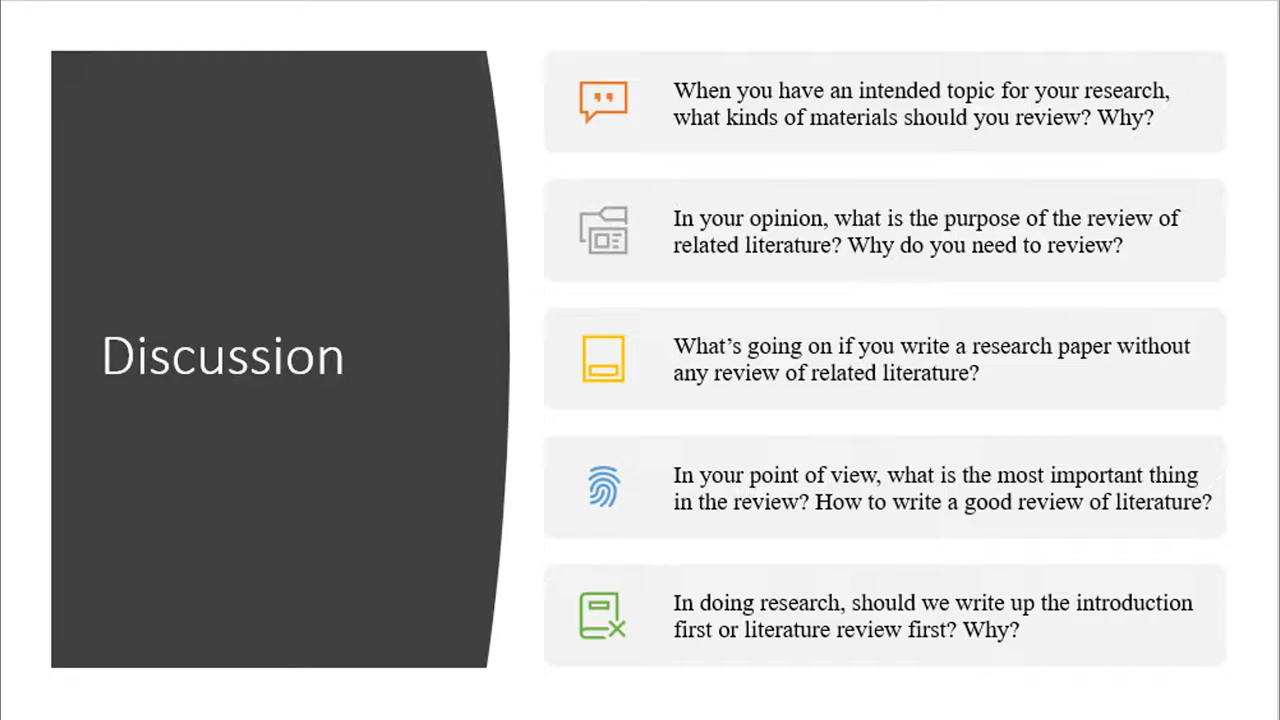 Discussion
When you have an intended topic for your research,
what kinds of materials should you review? Why?
In your opinion, what is the purpose of the review of
related literature? Why do you need to review?
What’s going on if you write a research paper without
any review of related literature?
In your point of view, what is the most important thing
in the review? How to write a good review of literature?
In doing research, should we write up the introduction
first or literature review first? Why?